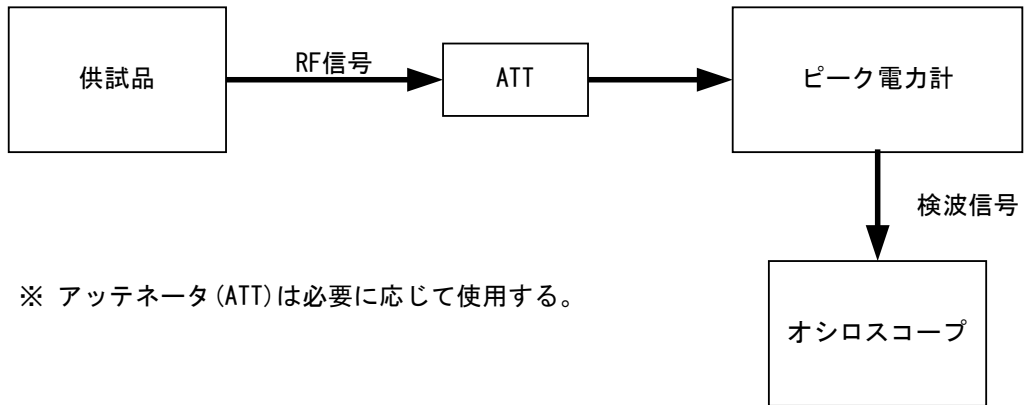 供試品
RF信号
ATT
ピーク電力計
検波信号
※ アッテネータ(ATT)は必要に応じて使用する。
オシロスコープ